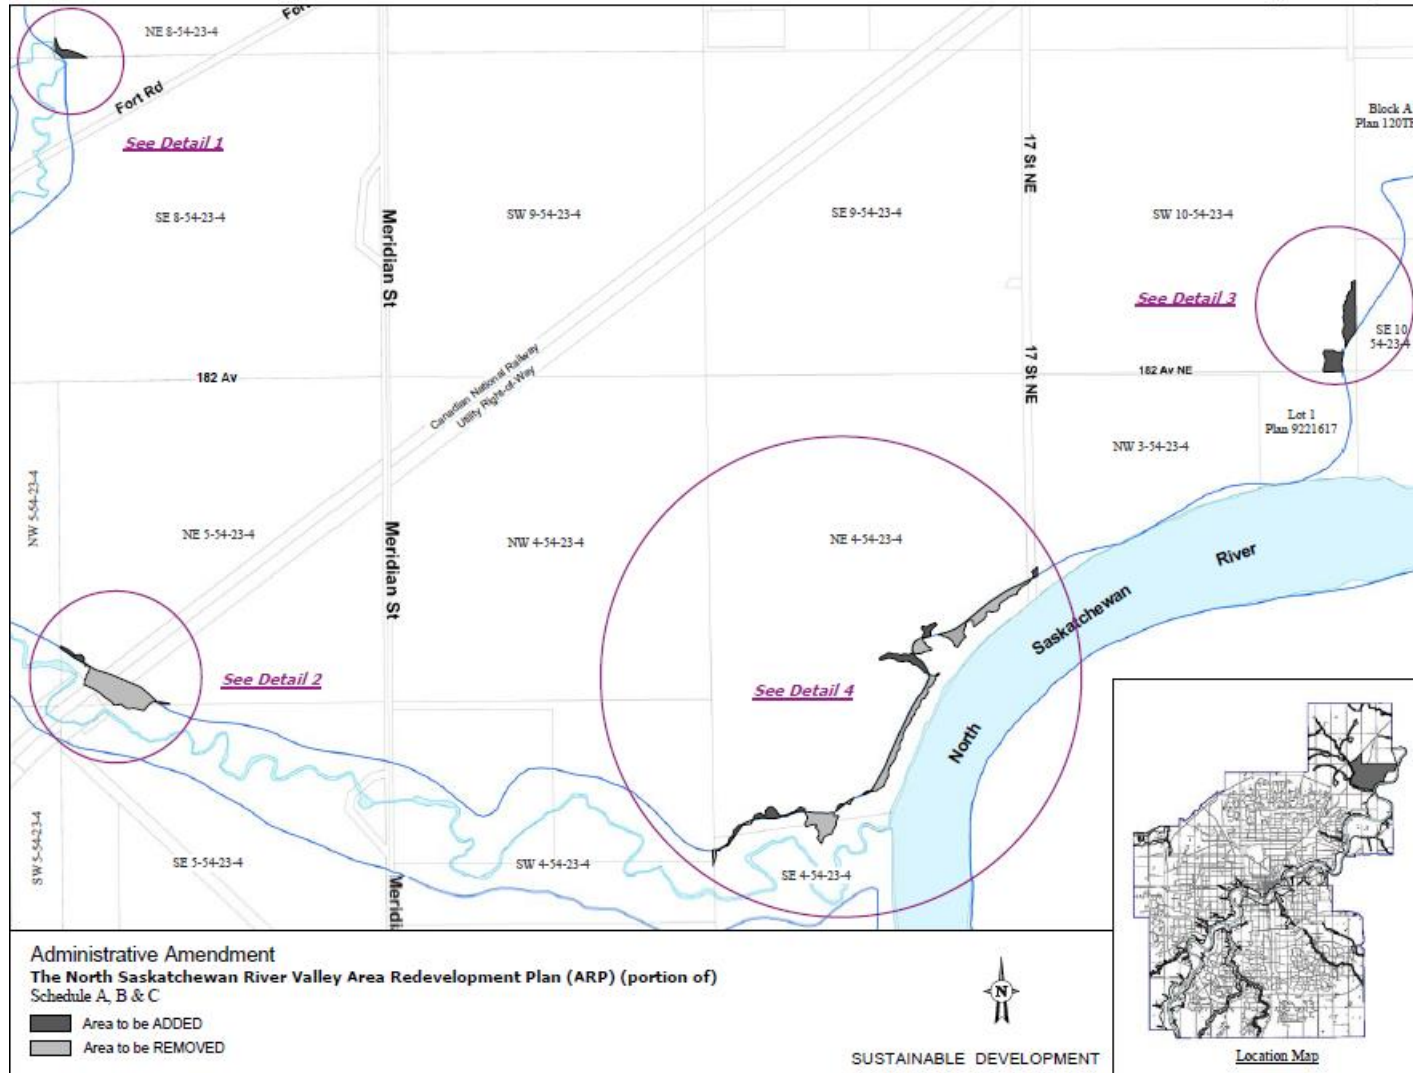 NE 8-54-23-4
Fort Rd
See Detail 1
Block A
17 St NE
Meridian St
SE 8-54-23-4
SW 9-54-23-4
SE 9-54-23-4
SW 10-54-23-4
See Detail 3
SE 10
54-23-4
Canadian National Railway
Utility Right-of-Way
17 St NE
182 Av
182 Av NE
Lot 1
Plan 9221617
NW 3-54-23-4
NW 5-54-23-4
NE 5-54-23-4
Meridian St
NW 4-54-23-4
NE 4-54-23-4
North
Saskatchewan
River
See Detail 2
See Detail 4
SW 5-54-23-4
SE 5-54-23-4
SW 4-54-23-4
SE 4-54-23-4
Administrative Amendment
The North Saskatchewan River Valley Area Redevelopment Plan (ARP) (portion of)
Schedule A, B & C
Area to be ADDED
Area to be REMOVED
N
SUSTAINABLE DEVELOPMENT
Location Map